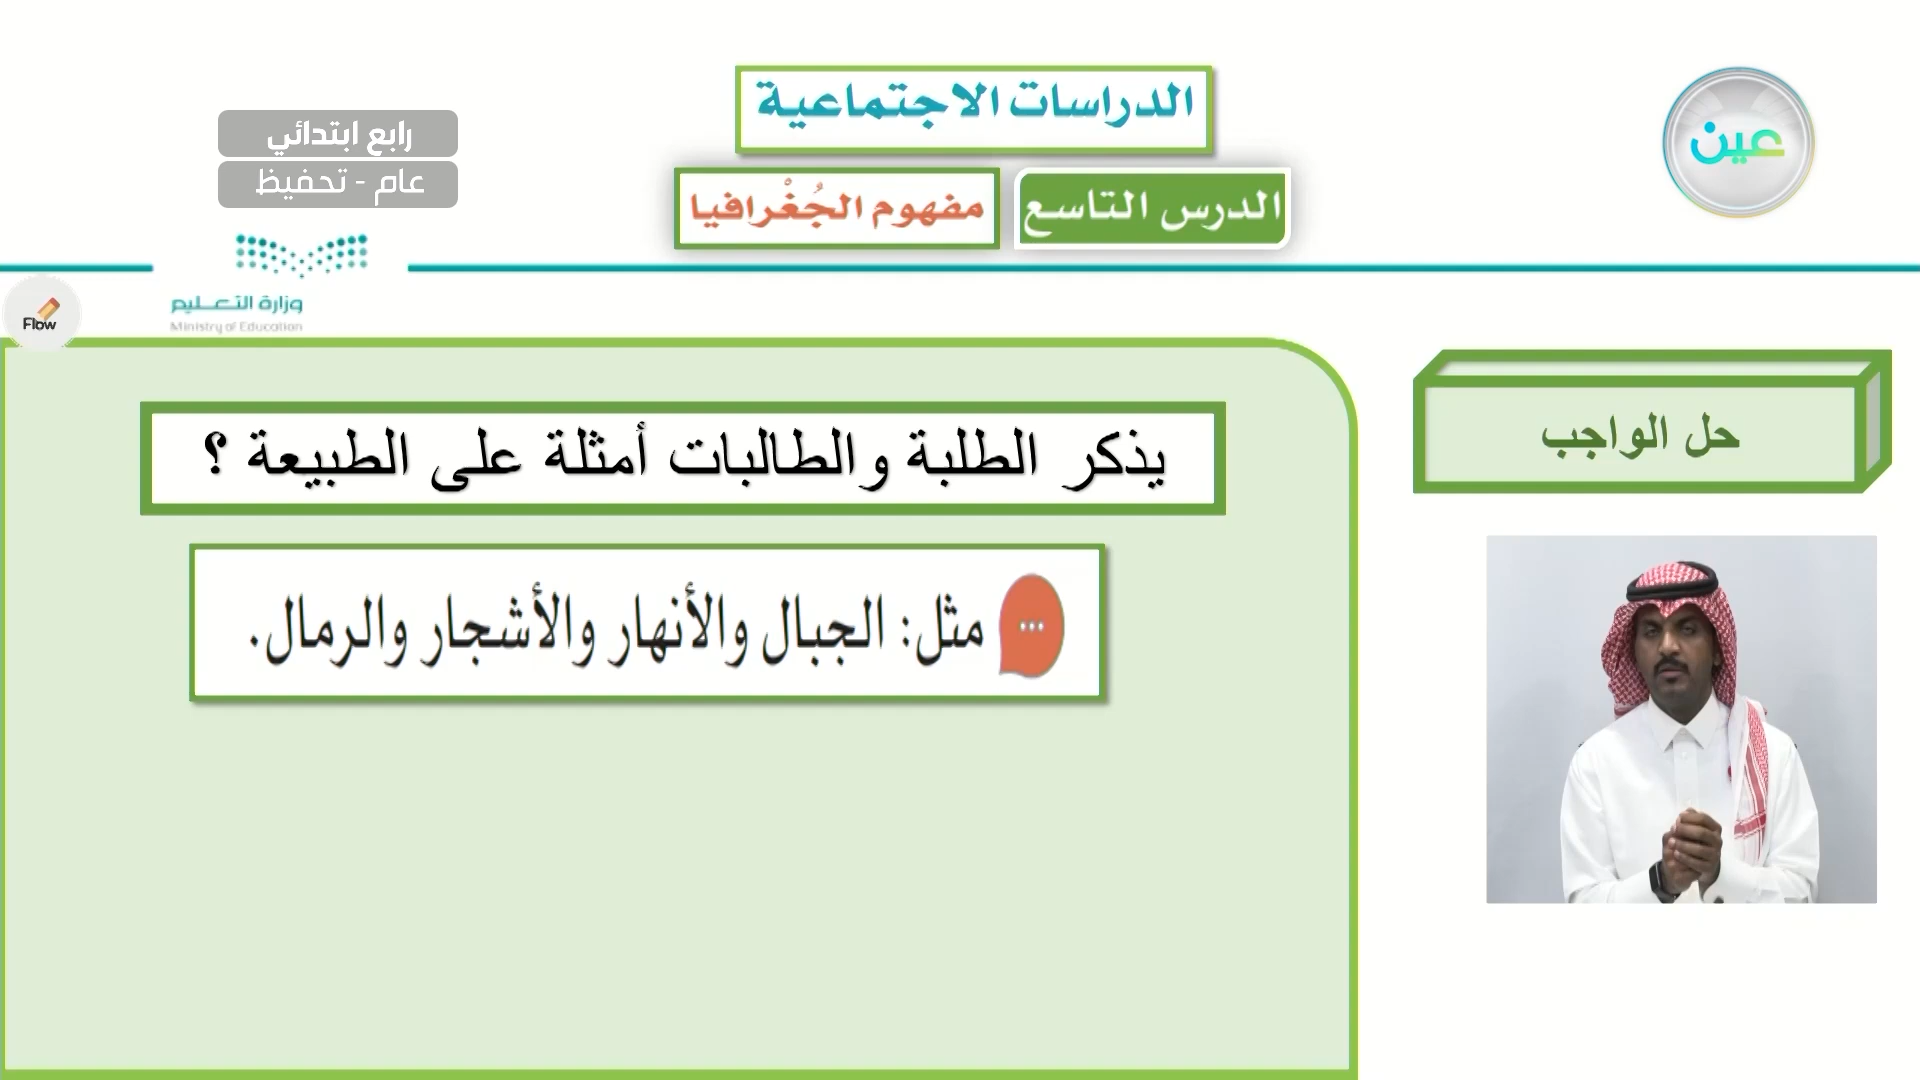 الدراسات الاجتماعية
عين
رابع ابتدائي
عام - تحفيظ
الدرس التاسع
مفهوم الجُغْرافيا
وزارة التعليم
Ministry of Education
Flow
حل الواجب
يذكر الطلبة والطالبات أمثلة على الطبيعة ؟
مثل: الجبال والأنهار والأشجار والرمال.